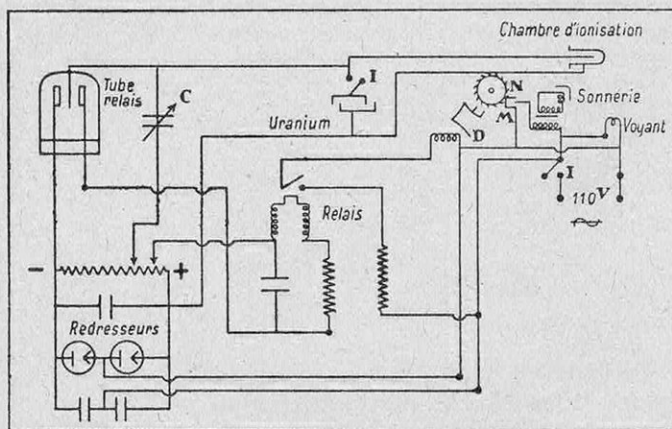 Chambre d'ionisation
Tube
relais
C
I
N
Sonnerie
Uranium
M
D
Voyant
I
Relais
110V
-
+
Redresseurs